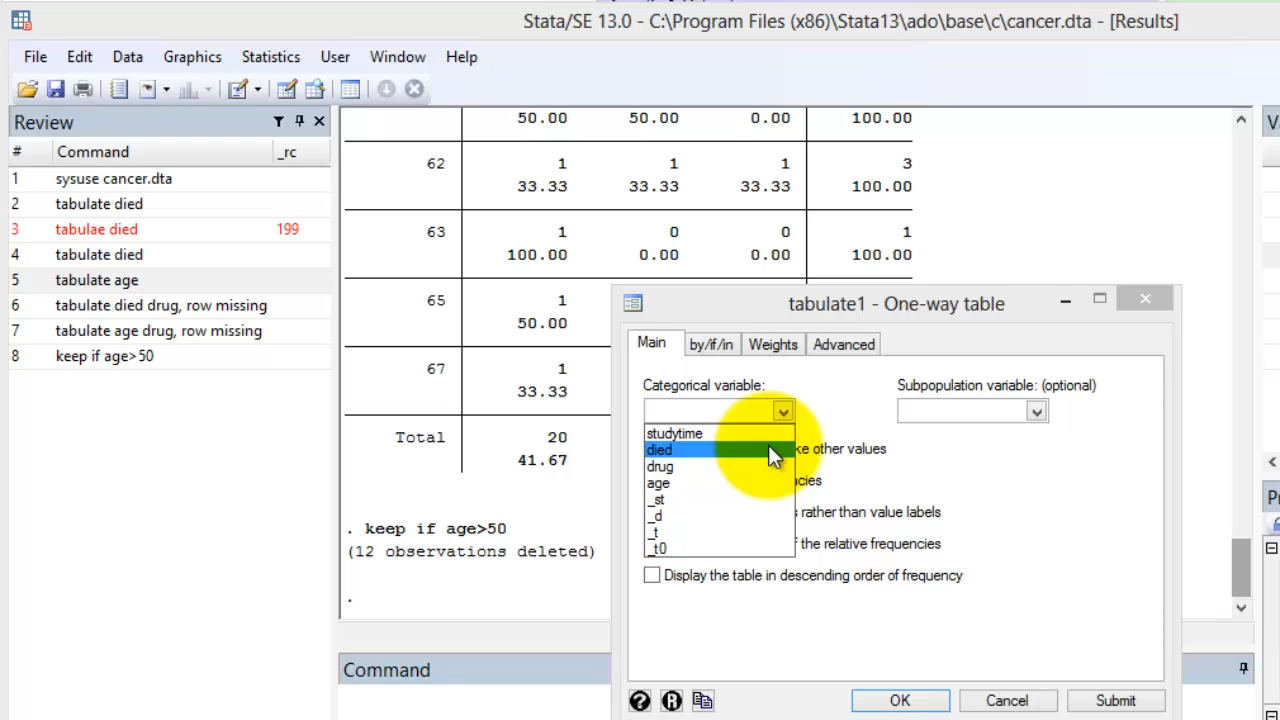 Stata/SE 13.0 - C:\Program Files (x86)\Stata13\ado\base\c\cancer.dta - [Results]
File Edit Data Graphics Statistics User Window Help
Review
# Command _rc
1 sysuse cancer.dta
2 tabulate died
3 tabulae died 199
4 tabulate died
5 tabulate age
6 tabulate died drug, row missing
7 tabulate age drug, row missing
8 keep if age>50
50.00 50.00 0.00 100.00
62 1 1 1 3
33.33 33.33 33.33 100.00
63 1 0 0 1
100.00 0.00 0.00 100.00
65 1
50.00
67 1
33.33
Total 20
41.67
. keep if age>50
(12 observations deleted)
.
Command
tabulate1 - One-way table
Main by/if/in Weights Advanced
Categorical variable: Subpopulation variable: (optional)
studytime
died
drug
age
_st
_d
_t
_t0
other values
rather than value labels
of the relative frequencies
Display the table in descending order of frequency
OK Cancel Submit